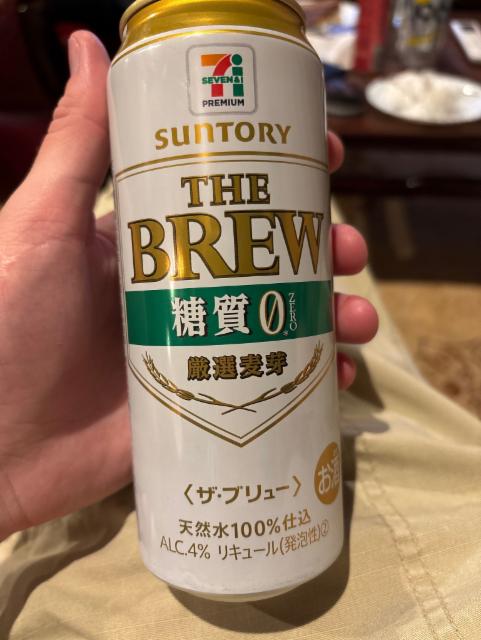 7i
SEVEN&i
PREMIUM
SUNTORY
THE
BREW
糖質0 ZERO*
厳選麦芽
〈ザ・ブリュー〉
お酒
天然水100%仕込
ALC.4% リキュール(発泡性)②